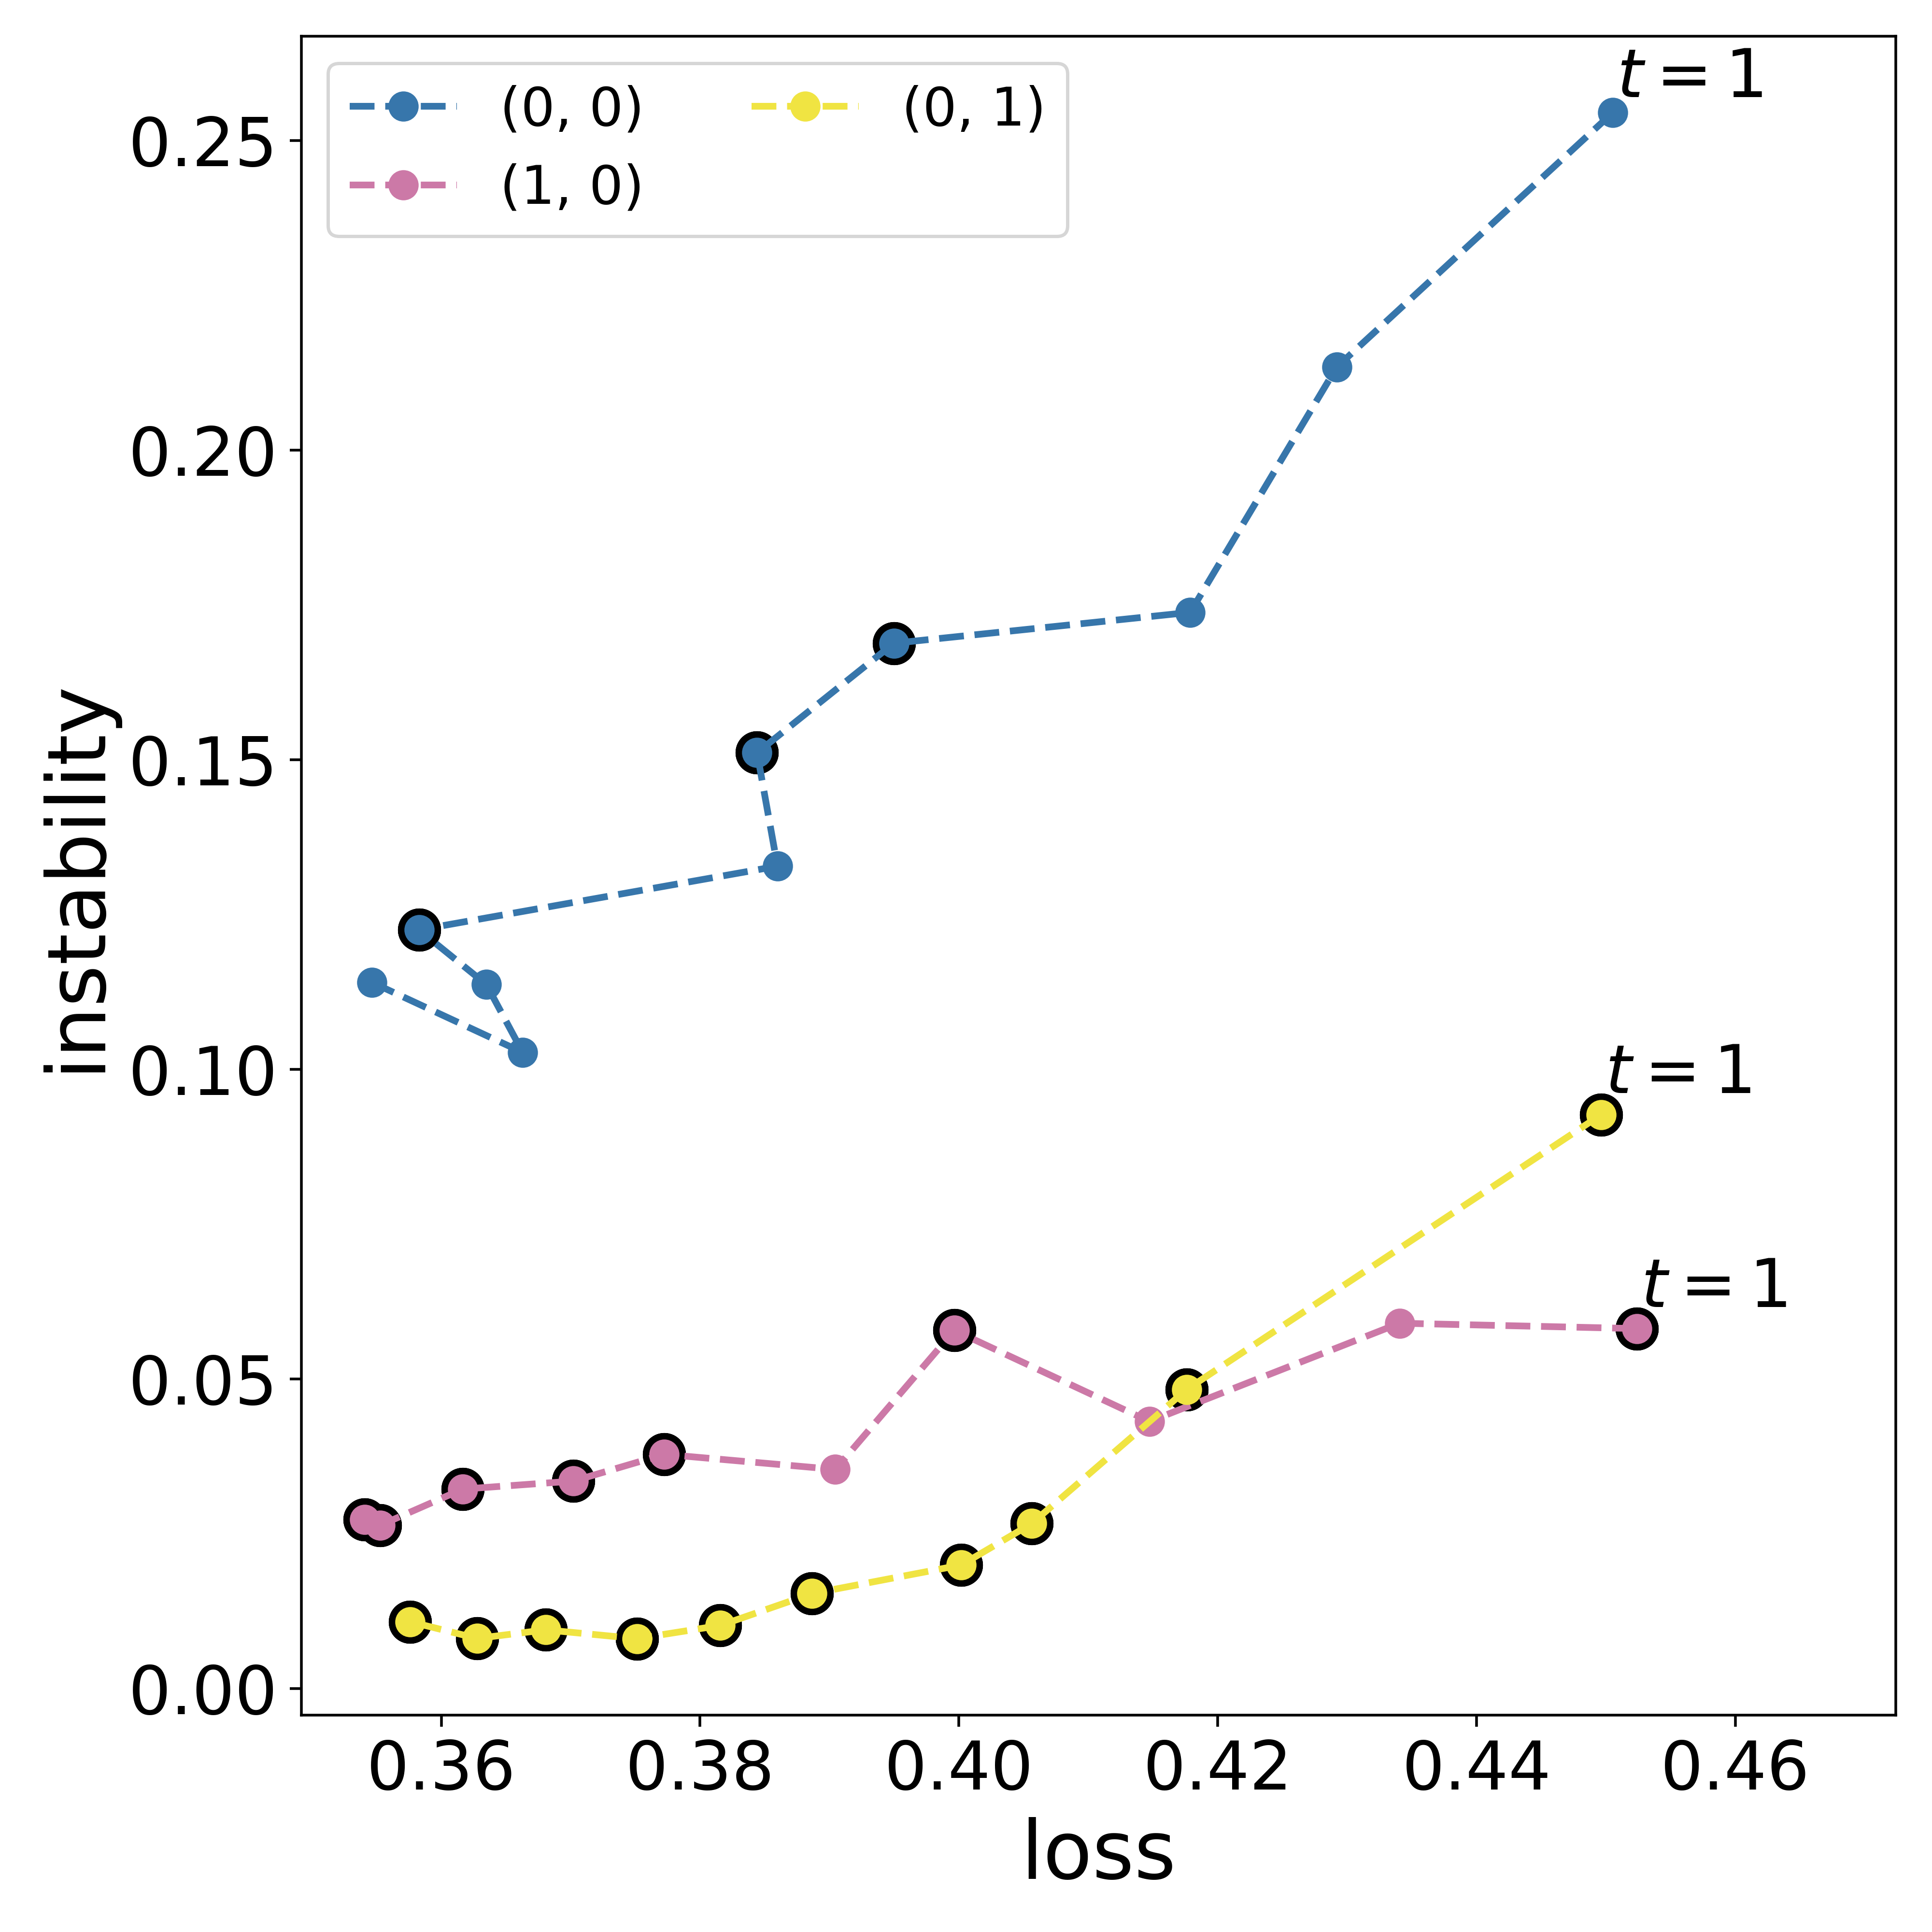 (0, 0)
(1, 0)
(0, 1)
t = 1
t = 1
t = 1
0.25
0.20
0.15
0.10
0.05
0.00
instability
0.36 0.38 0.40 0.42 0.44 0.46
loss